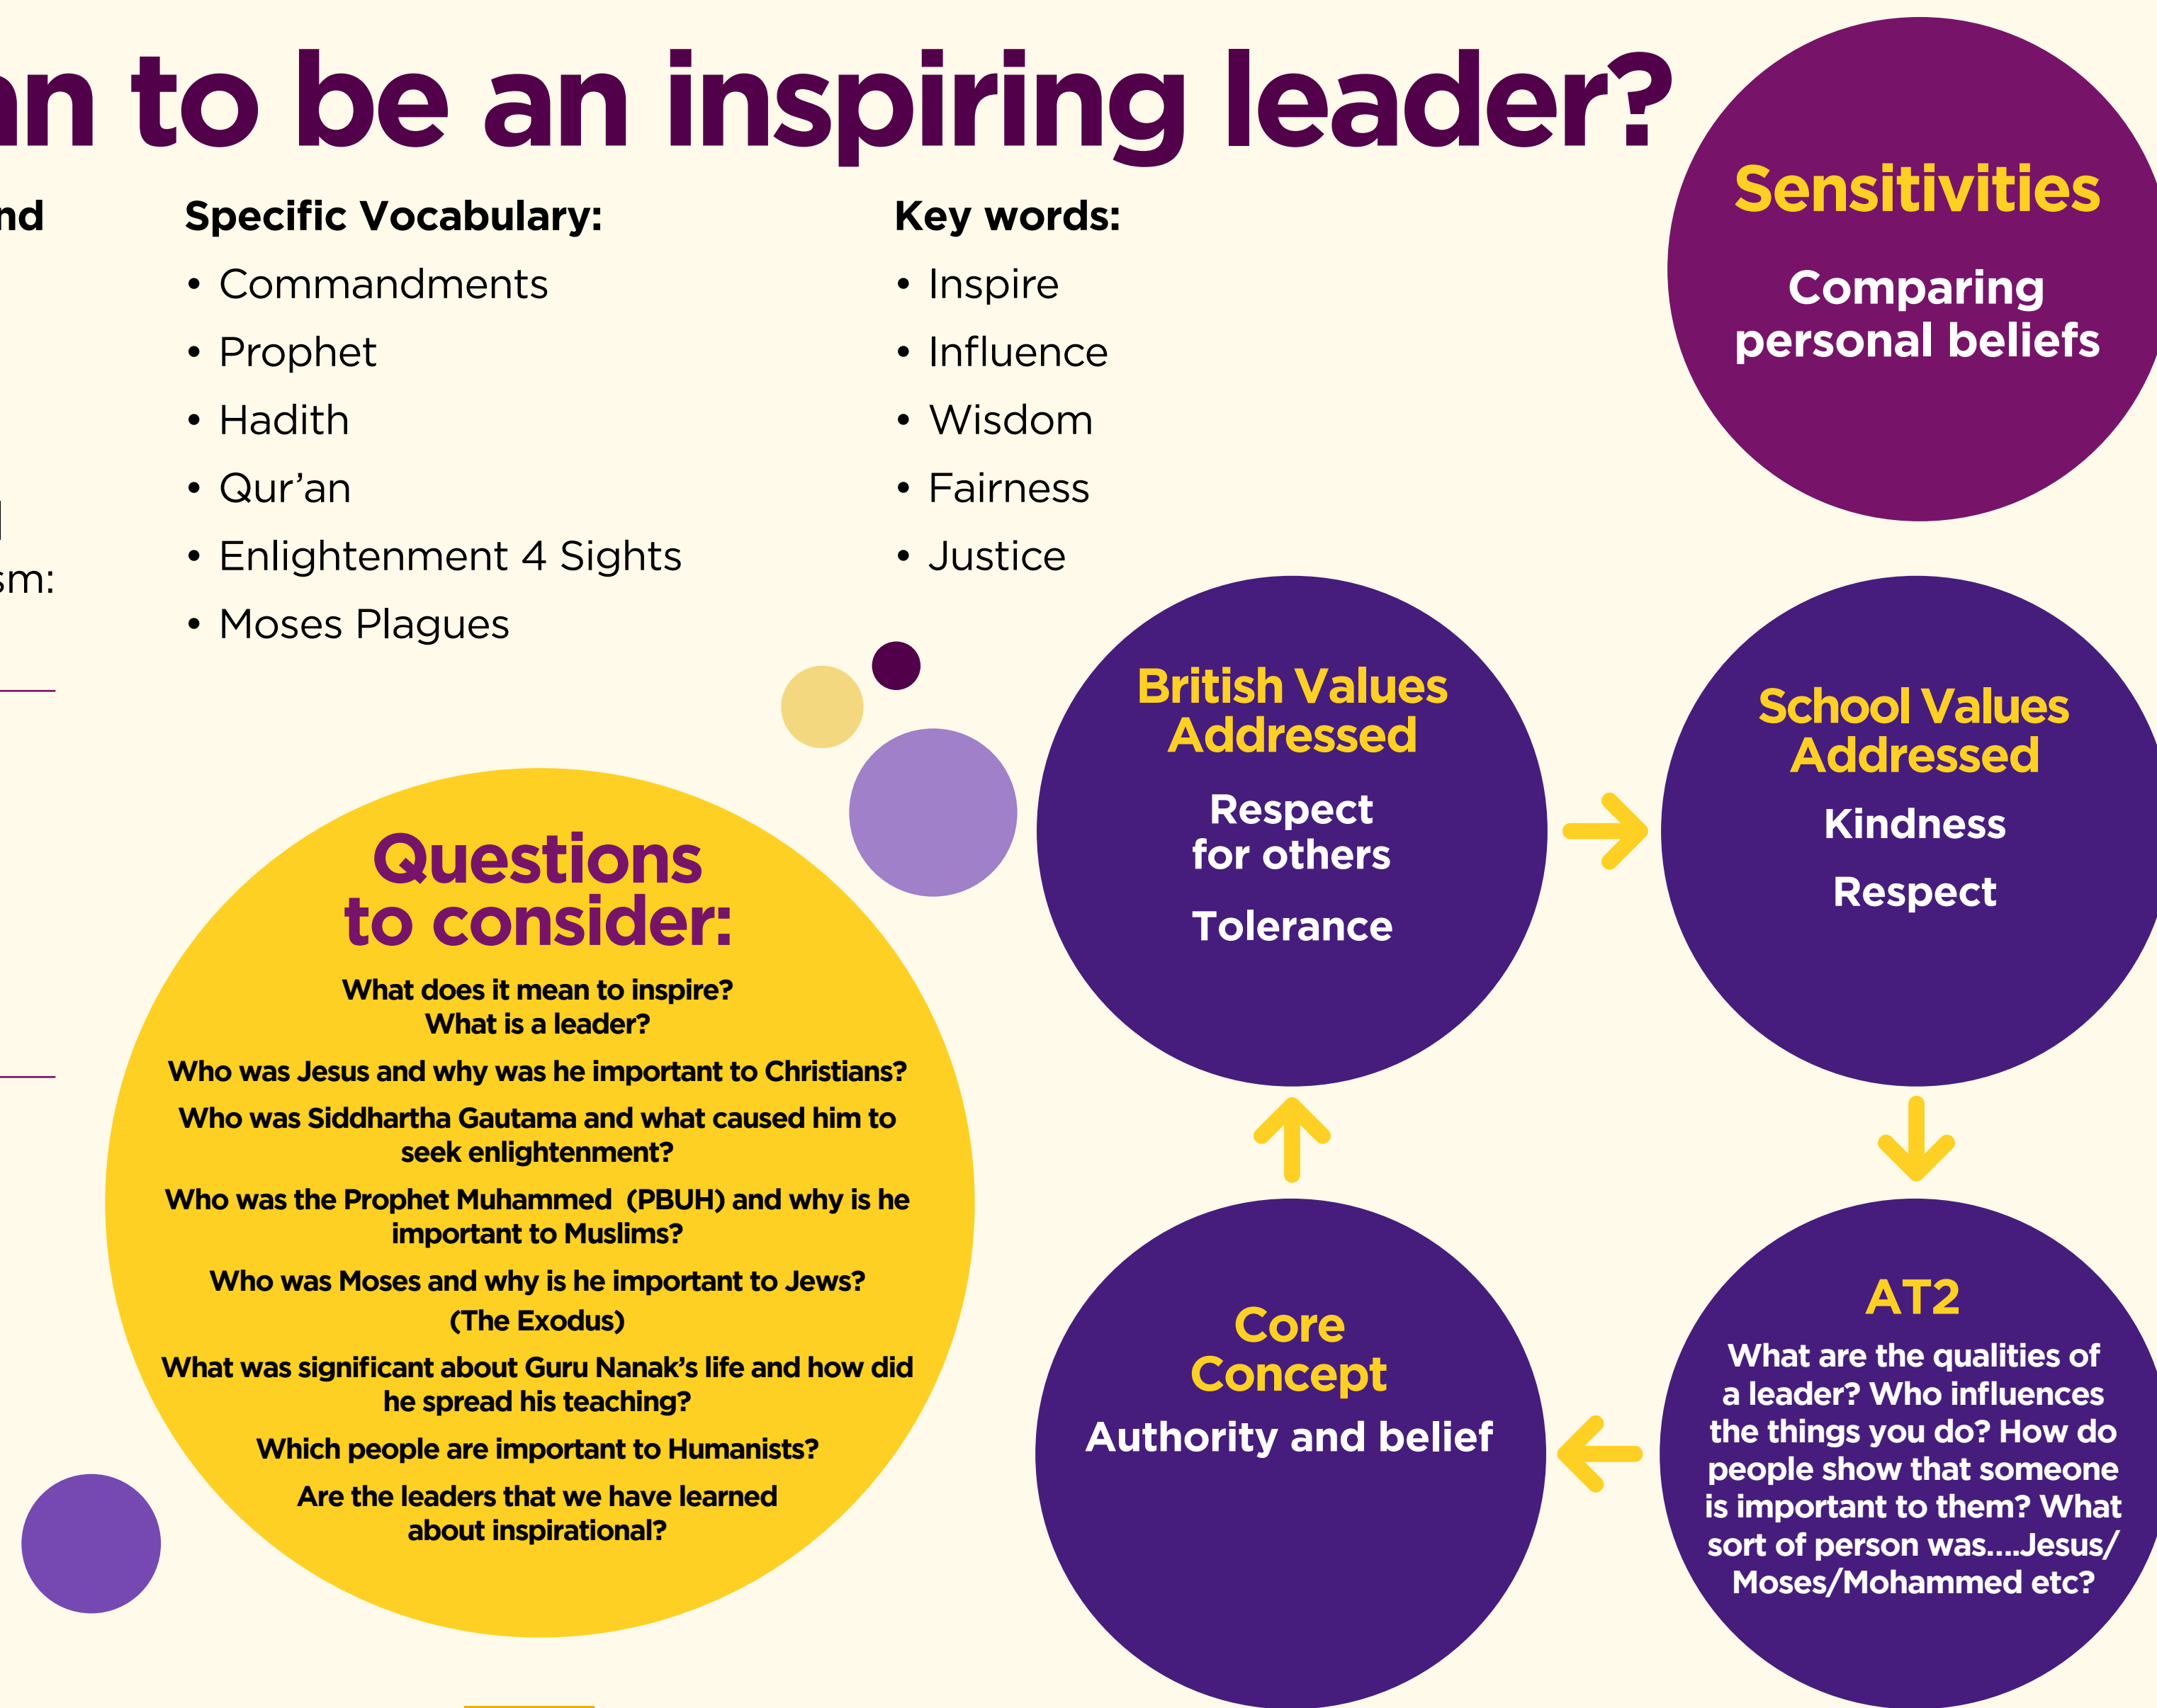 an to be an inspiring leader?
nd
sm:
Specific Vocabulary:
• Commandments
• Prophet
• Hadith
• Qur’an
• Enlightenment 4 Sights
• Moses Plagues
Key words:
• Inspire
• Influence
• Wisdom
• Fairness
• Justice
Sensitivities
Comparing
personal beliefs
Questions
to consider:
What does it mean to inspire?
What is a leader?
Who was Jesus and why was he important to Christians?
Who was Siddhartha Gautama and what caused him to
seek enlightenment?
Who was the Prophet Muhammed  (PBUH) and why is he
important to Muslims?
Who was Moses and why is he important to Jews?
(The Exodus)
What was significant about Guru Nanak’s life and how did
he spread his teaching?
Which people are important to Humanists?
Are the leaders that we have learned
about inspirational?
British Values
Addressed
Respect
for others
Tolerance
School Values
Addressed
Kindness
Respect
AT2
What are the qualities of
a leader? Who influences
the things you do? How do
people show that someone
is important to them? What
sort of person was....Jesus/
Moses/Mohammed etc?
Core
Concept
Authority and belief